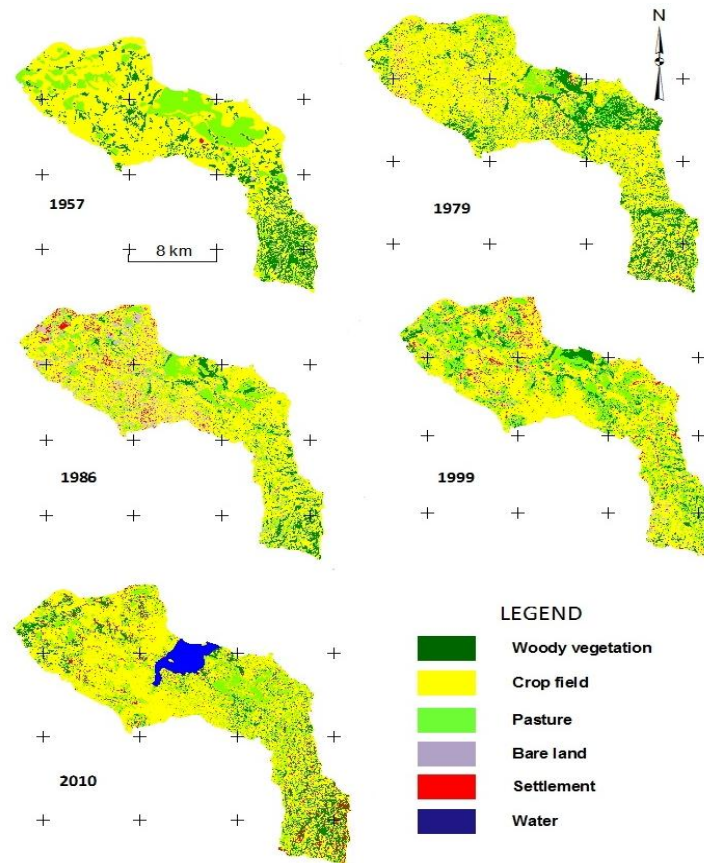 N
1957
8 km
1979
1986
1999
2010
LEGEND
Woody vegetation
Crop field
Pasture
Bare land
Settlement
Water